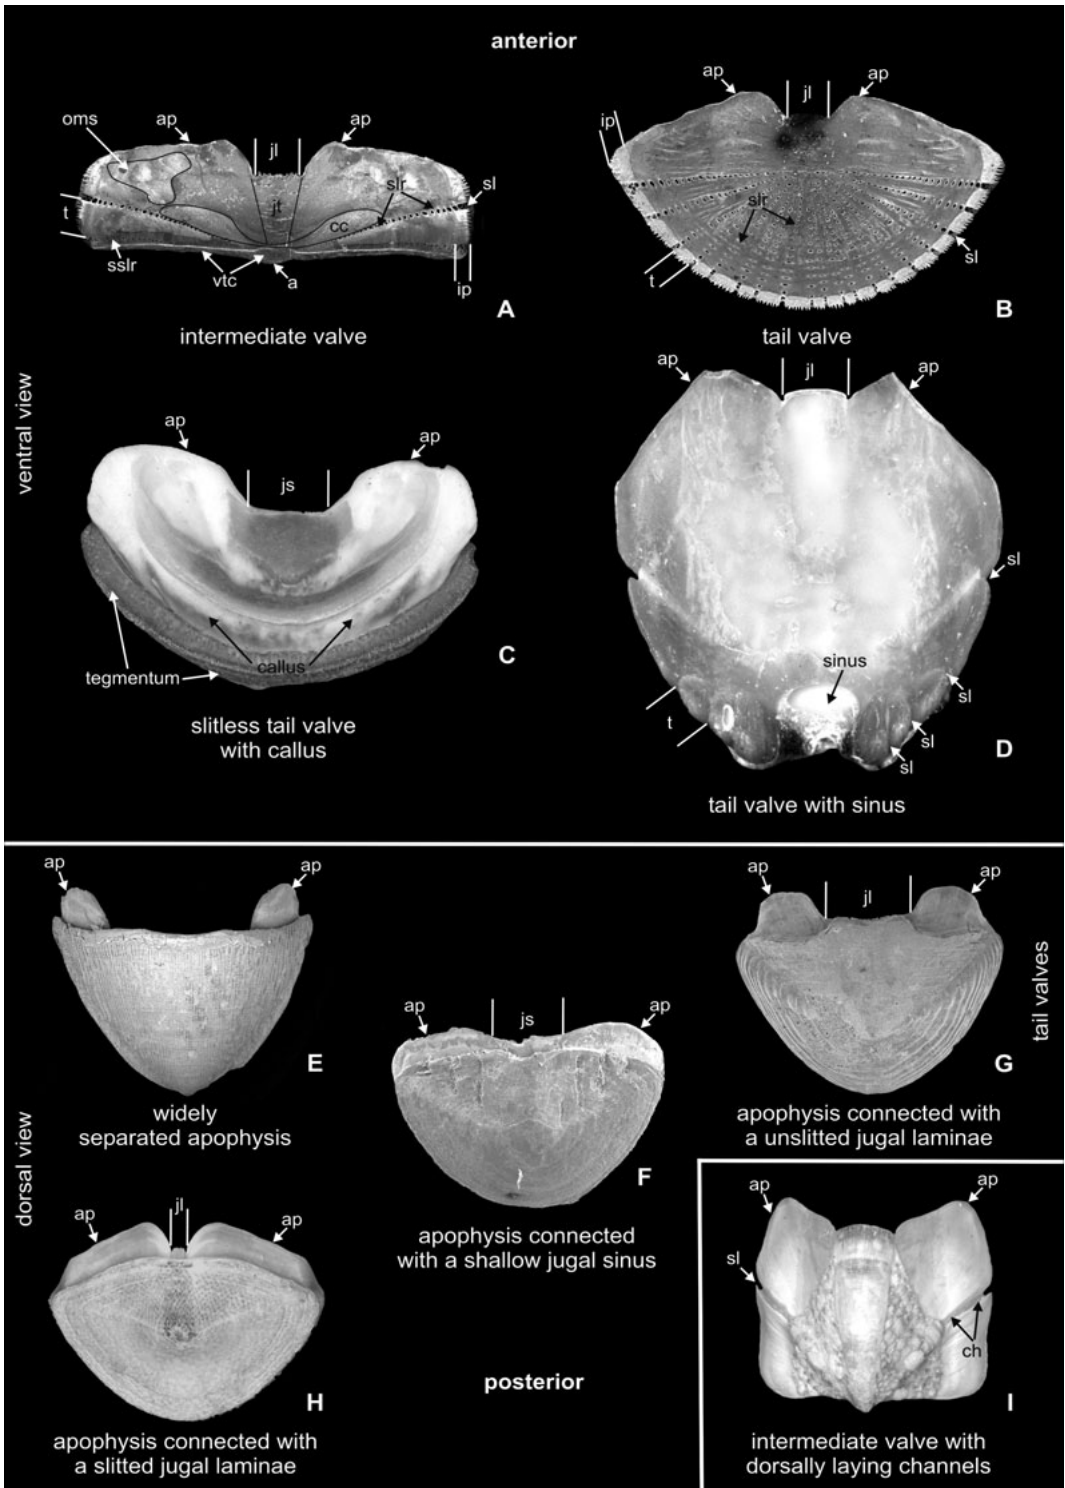 anterior
oms
ap
ap
jl
slr
sl
t
jt
cc
sslr
vtc
a
ip
A
intermediate valve
ap
ap
jl
ip
slr
sl
t
B
tail valve
ventral view
ap
ap
js
callus
tegmentum
C
slitless tail valve
with callus
ap
ap
jl
sl
sinus
sl
t
sl
sl
D
tail valve with sinus
ap
ap
E
widely
separated apophysis
ap
ap
js
F
apophysis connected
with a shallow jugal sinus
ap
ap
jl
G
apophysis connected with
a unslitted jugal laminae
tail valves
dorsal view
ap
jl
ap
H
apophysis connected with
a slitted jugal laminae
posterior
ap
ap
sl
ch
I
intermediate valve with
dorsally laying channels